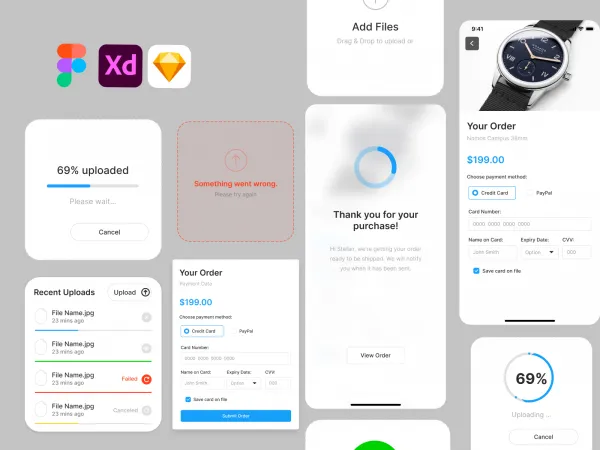 Xd
69% uploaded
Please wait...
Cancel
Something went wrong.
Please try again
Recent Uploads
Upload
File Name.jpg
23 mins ago
File Name.jpg
23 mins ago
File Name.jpg
23 mins ago
Failed
File Name.jpg
23 mins ago
Canceled
Your Order
Payment Data
$199.00
Choose payment method:
Credit Card
PayPal
Card Number:
0000 0000 0000 0000
Name on Card:
Expiry Date:
CVV:
John Smith
Option
000
Save card on file
Submit Order
Add Files
Drag & Drop to upload or
Thank you for your
purchase!
Hi Stellan, we're getting your order
ready to be shipped. We will notify
you when it has been sent.
View Order
9:41
Your Order
Nomos Campus 38mm
$199.00
Choose payment method:
Credit Card
PayPal
Card Number:
0000 0000 0000 0000
Name on Card:
Expiry Date:
CVV:
John Smith
Option
000
Save card on file
69%
Uploading ...
Cancel